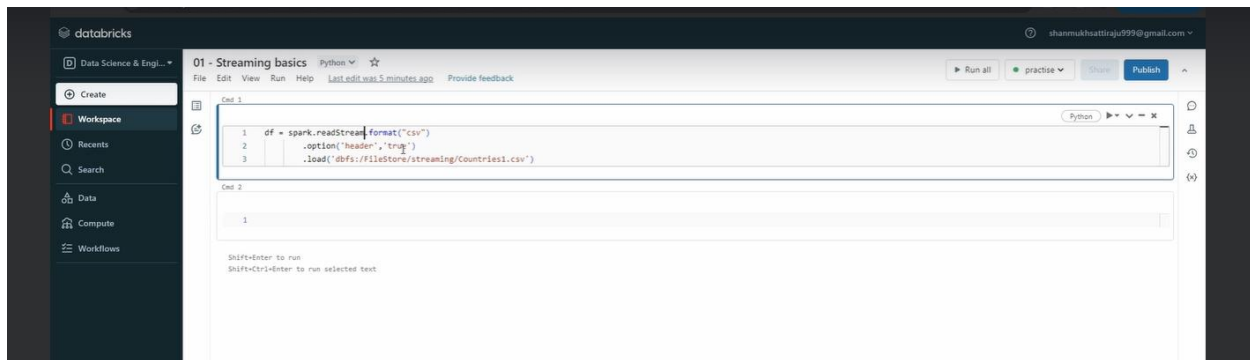 databricks
shanmukhsattiraju999@gmail.com
D Data Science & Engi...
01 - Streaming basics Python
File Edit View Run Help Last edit was 5 minutes ago Provide feedback
Run all practise Share Publish
Create
Workspace
Recents
Search
Data
Compute
Workflows
Cmd 1
Python
1 df = spark.readStream.format("csv")
2 .option('header','true')
3 .load('dbfs:/FileStore/streaming/Countries1.csv')
Cmd 2
1
Shift+Enter to run
Shift+Ctrl+Enter to run selected text